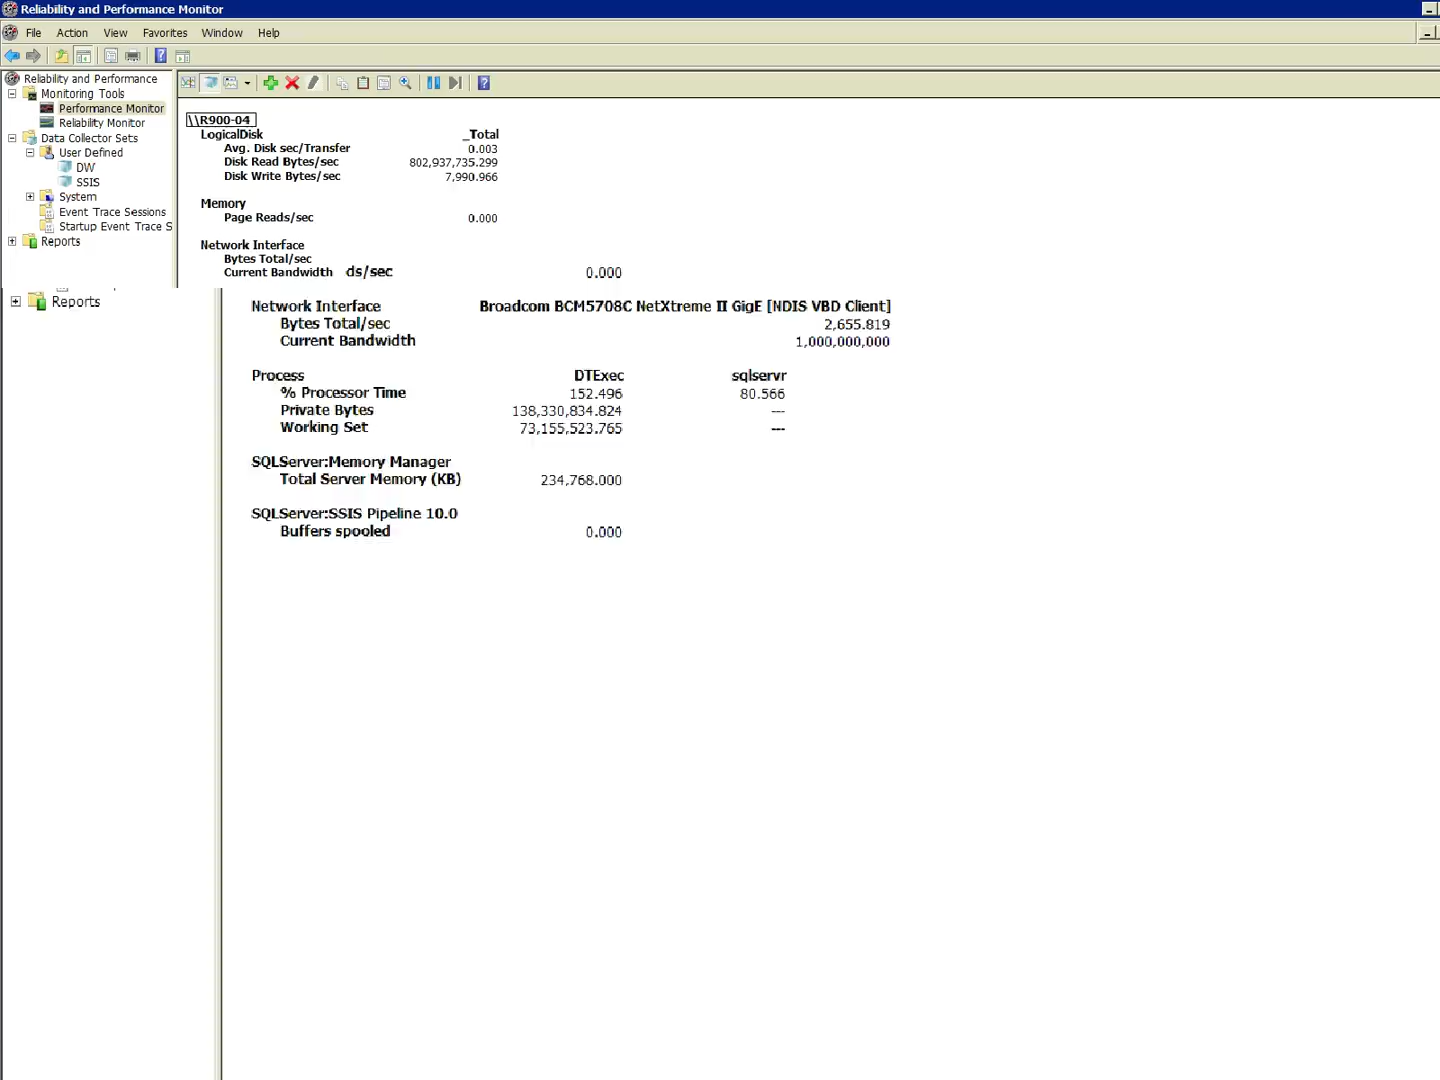 Reliability and Performance Monitor
File Action View Favorites Window Help
Reliability and Performance
Monitoring Tools
Performance Monitor
Reliability Monitor
Data Collector Sets
User Defined
DW
SSIS
System
Event Trace Sessions
Startup Event Trace S
Reports
Reports
\\R900-04
LogicalDisk _Total
Avg. Disk sec/Transfer 0.003
Disk Read Bytes/sec 802,937,735.299
Disk Write Bytes/sec 7,990.966
Memory
Page Reads/sec 0.000
Network Interface
Bytes Total/sec
Current Bandwidth ds/sec 0.000
Network Interface Broadcom BCM5708C NetXtreme II GigE [NDIS VBD Client]
Bytes Total/sec 2,655.819
Current Bandwidth 1,000,000,000
Process DTExec sqlservr
% Processor Time 152.496 80.566
Private Bytes 138,330,834.824 ---
Working Set 73,155,523.765 ---
SQLServer:Memory Manager
Total Server Memory (KB) 234,768.000
SQLServer:SSIS Pipeline 10.0
Buffers spooled 0.000